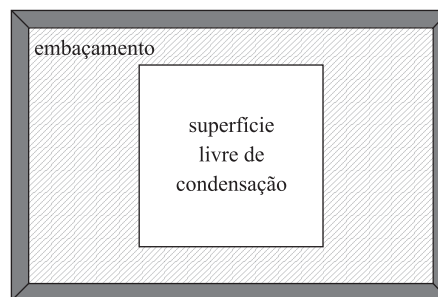 embaçamento
superfície
livre de
condensação